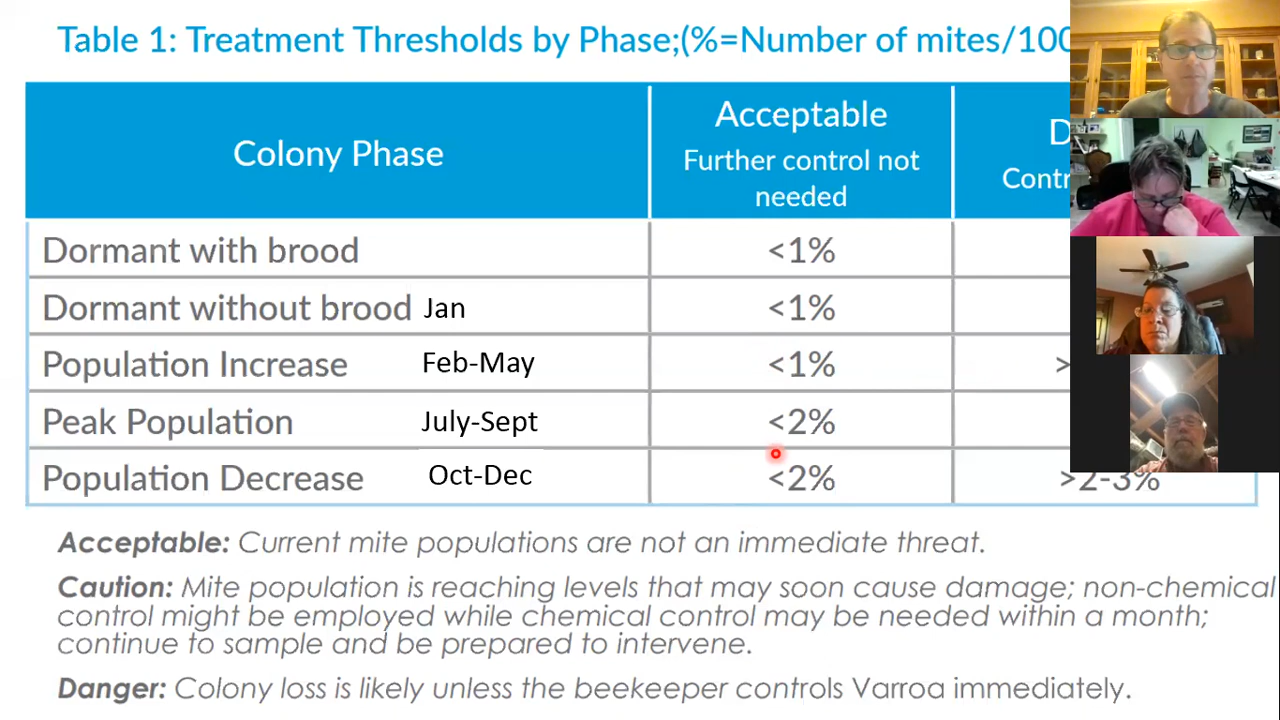 Table 1: Treatment Thresholds by Phase;(%=Number of mites/100
Colony Phase
Acceptable
Further control not
needed
Dormant with brood <1%
Dormant without brood Jan <1%
Population Increase Feb-May <1% >
Peak Population July-Sept <2%
Population Decrease Oct-Dec <2% >2-3%
Acceptable: Current mite populations are not an immediate threat.
Caution: Mite population is reaching levels that may soon cause damage; non-chemical
control might be employed while chemical control may be needed within a month;
continue to sample and be prepared to intervene.
Danger: Colony loss is likely unless the beekeeper controls Varroa immediately.